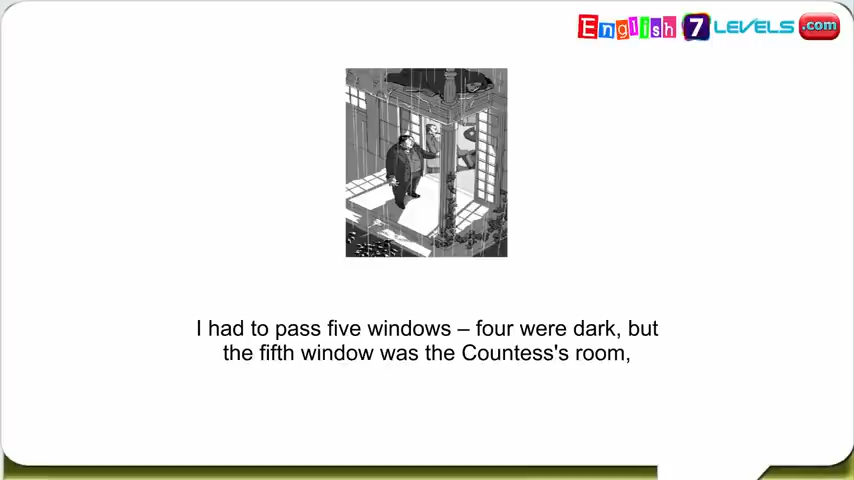 English 7 LEVELS .com
I had to pass five windows – four were dark, but
the fifth window was the Countess's room,